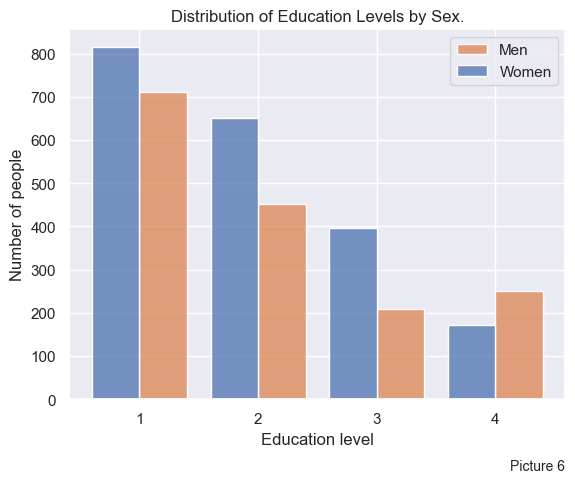 Distribution of Education Levels by Sex.
Men
Women
800
700
600
500
400
300
200
100
0
Number of people
1 2 3 4
Education level
Picture 6